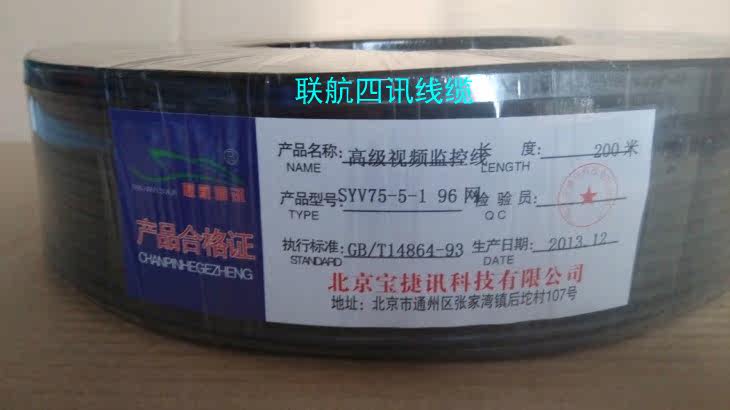 联航四讯线缆
产品名称: 高级视频监控线 长 度: 200米
NAME LENGTH
产品型号: SYV75-5-1 96网 检 验 员:
TYPE QC
执行标准: GB/T14864-93 生产日期: 2013.12
STANDARD DATE
北京宝捷讯科技有限公司
地址: 北京市通州区张家湾镇后坨村107号
产品合格证
CHANPINHEGEZHENG